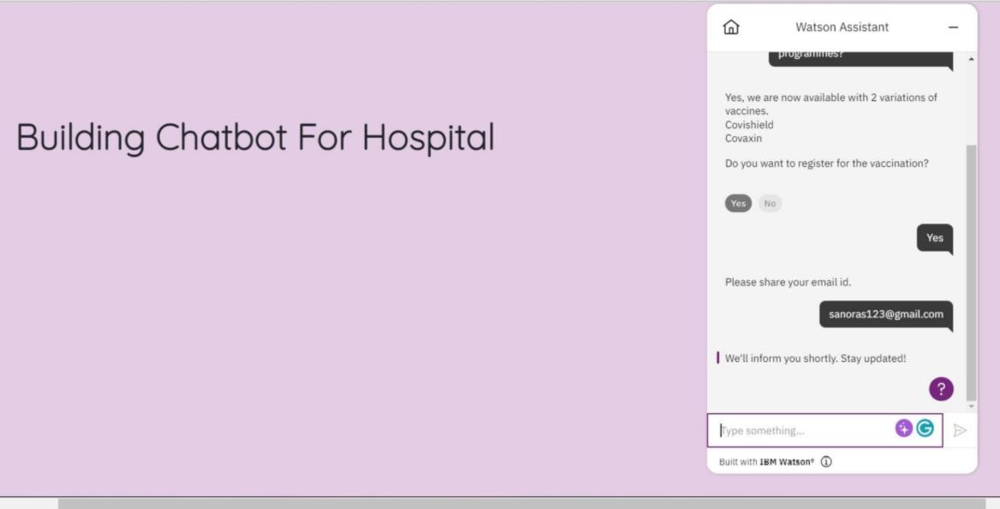 Building Chatbot For Hospital
Watson Assistant
programmes?
Yes, we are now available with 2 variations of
vaccines.
Covishield
Covaxin
Do you want to register for the vaccination?
Yes No
Yes
Please share your email id.
sanoras123@gmail.com
We'll inform you shortly. Stay updated!
?
Type something...
Built with IBM Watson®